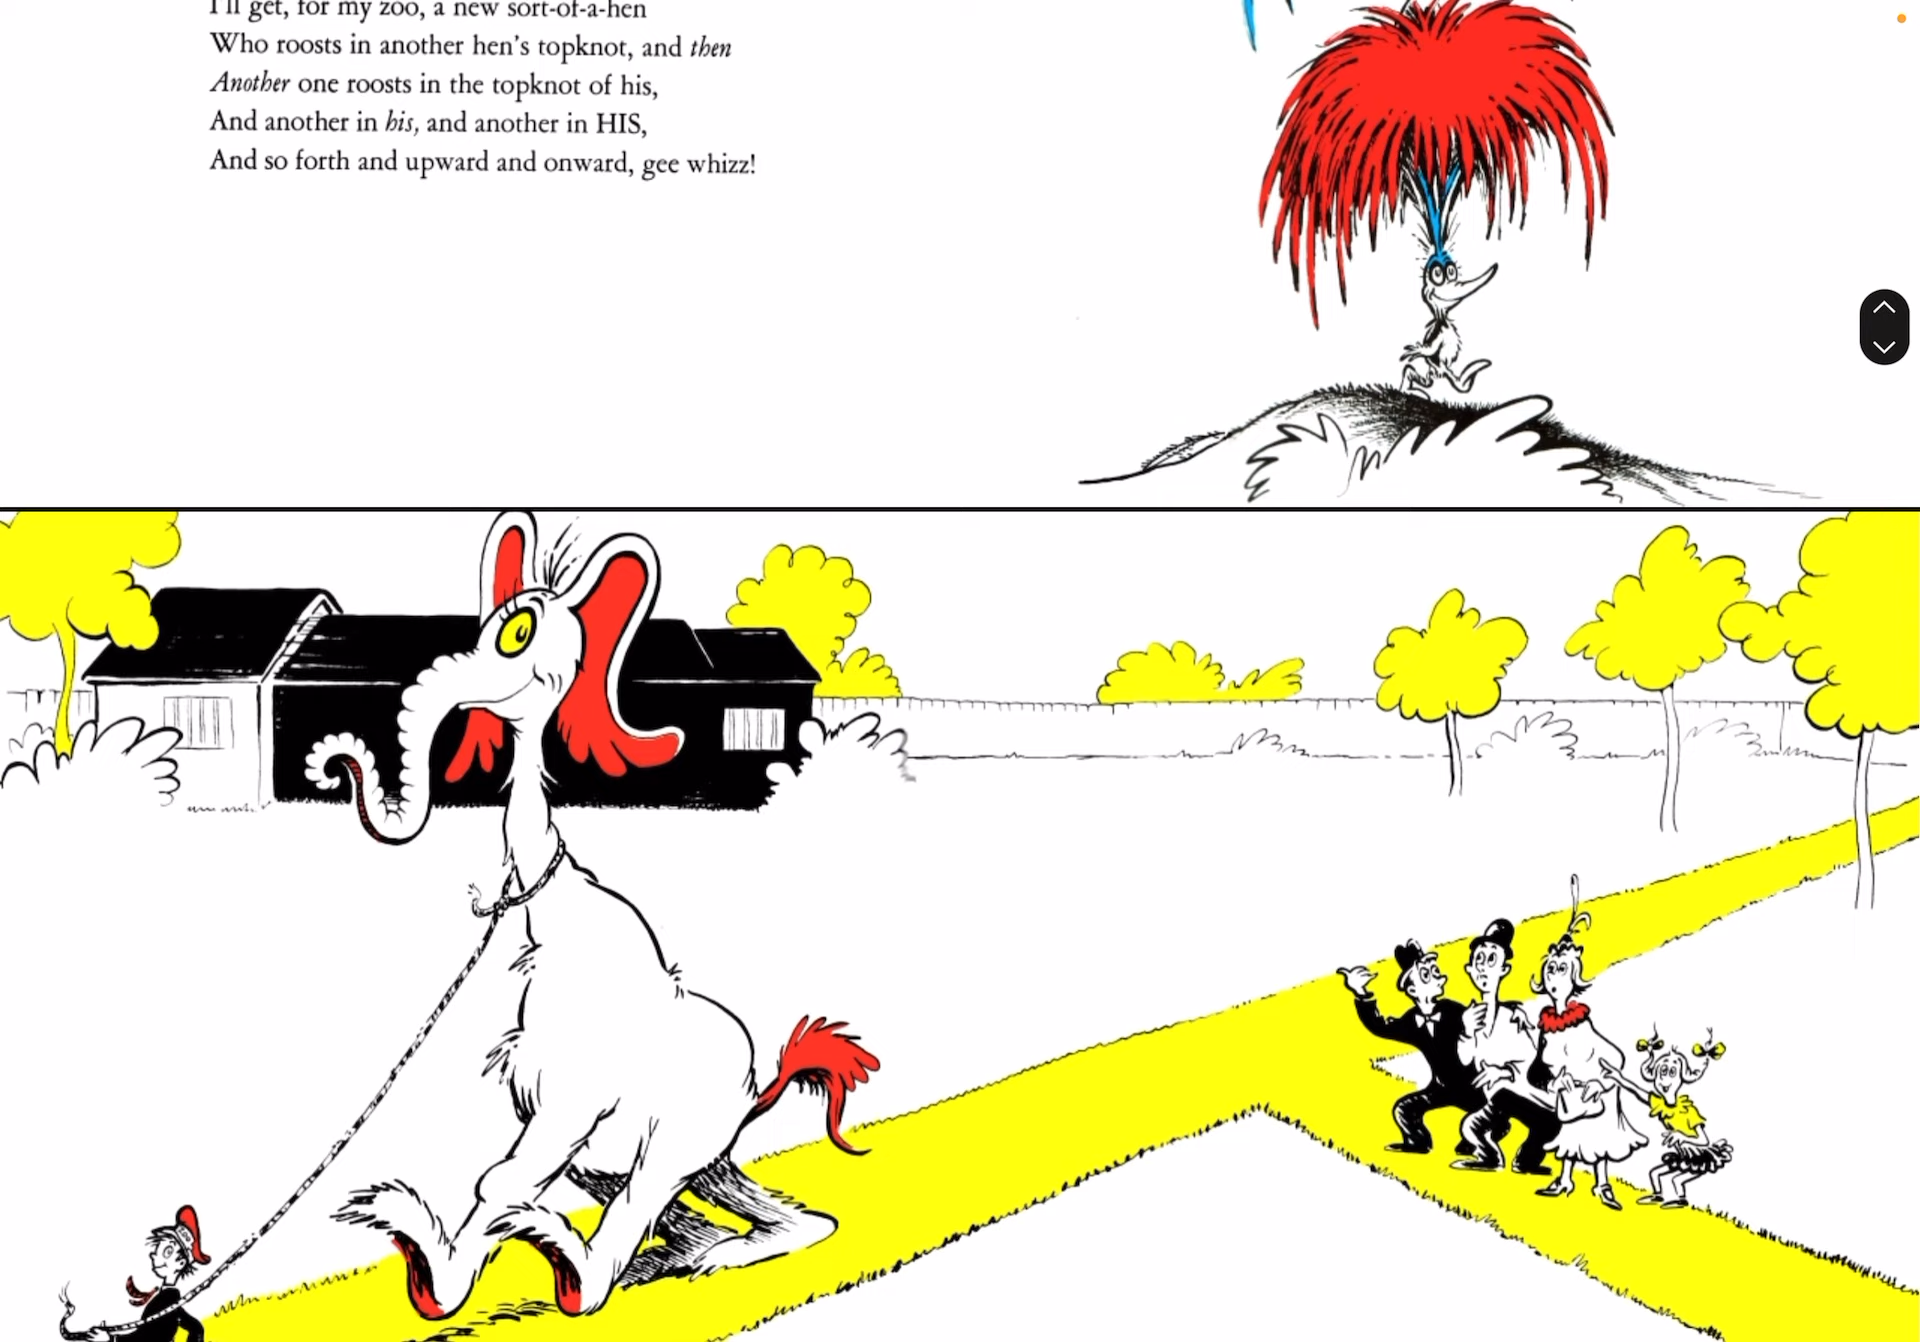 I'll get, for my zoo, a new sort-of-a-hen
Who roosts in another hen's topknot, and then
Another one roosts in the topknot of his,
And another in his, and another in HIS,
And so forth and upward and onward, gee whizz!
ZOO